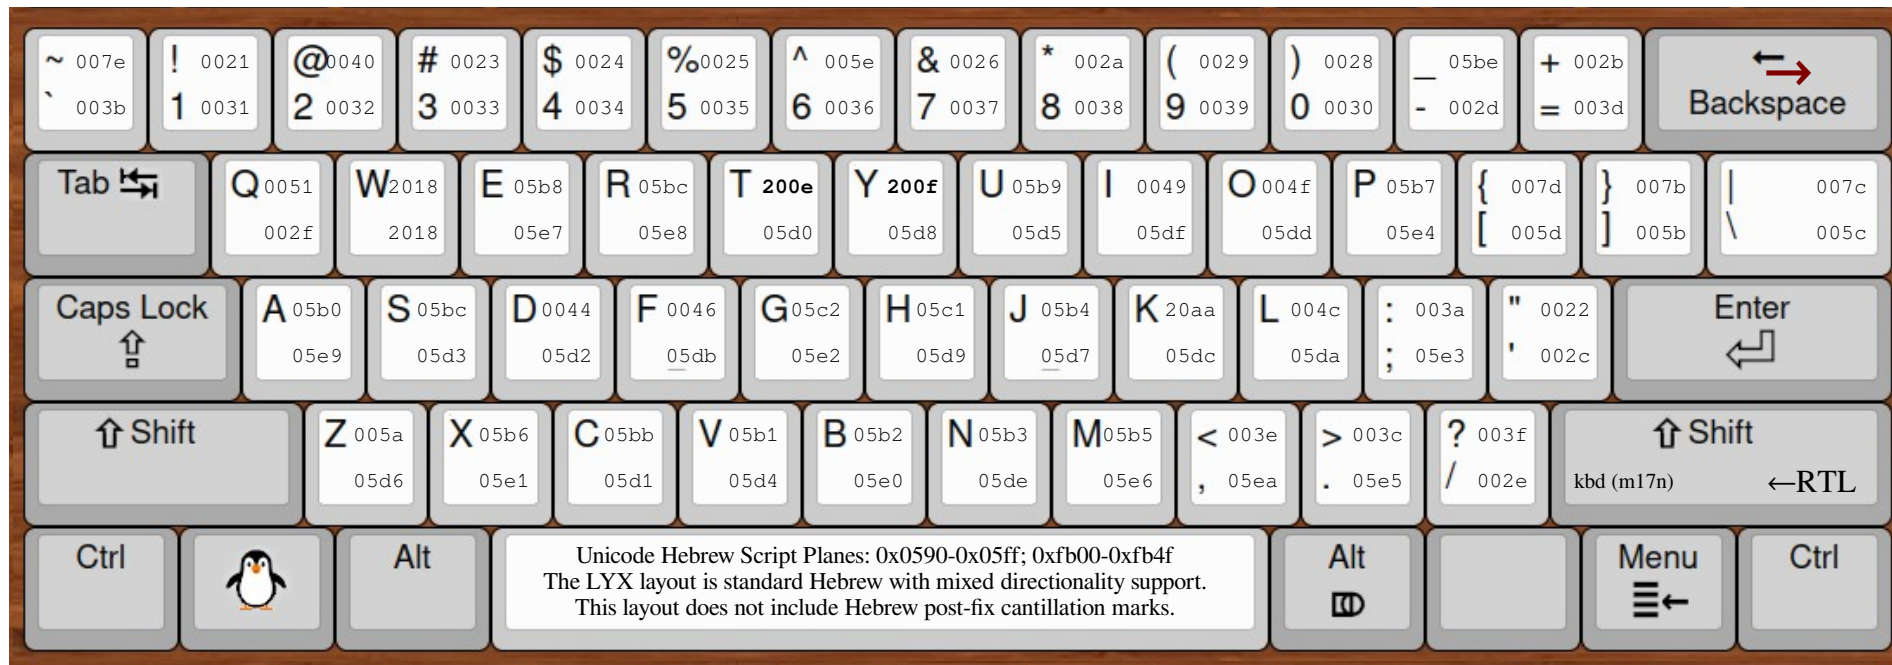 ~ 007e ! 0021 @ 0040 # 0023 $ 0024 % 0025 ^ 005e & 0026 * 002a ( 0029 ) 0028 _ 05be + 002b
` 003b 1 0031 2 0032 3 0033 4 0034 5 0035 6 0036 7 0037 8 0038 9 0039 0 0030 - 002d = 003d Backspace
Tab Q 0051 W 2018 E 05b8 R 05bc T 200e Y 200f U 05b9 I 0049 O 004f P 05b7 { 007d } 007b | 007c
002f 2018 05e7 05e8 05d0 05d8 05d5 05df 05dd 05e4 [ 005d ] 005b \ 005c
Caps Lock A 05b0 S 05bc D 0044 F 0046 G 05c2 H 05c1 J 05b4 K 20aa L 004c : 003a " 0022 Enter
05e9 05d3 05d2 05db 05e2 05d9 05d7 05dc 05da ; 05e3 ' 002c
Shift Z 005a X 05b6 C 05bb V 05b1 B 05b2 N 05b3 M 05b5 < 003e > 003c ? 003f Shift
05d6 05e1 05d1 05d4 05e0 05de 05e6 , 05ea . 05e5 / 002e kbd (m17n) ←RTL
Ctrl Alt Unicode Hebrew Script Planes: 0x0590-0x05ff; 0xfb00-0xfb4f Alt Menu Ctrl
The LYX layout is standard Hebrew with mixed directionality support.
This layout does not include Hebrew post-fix cantillation marks.